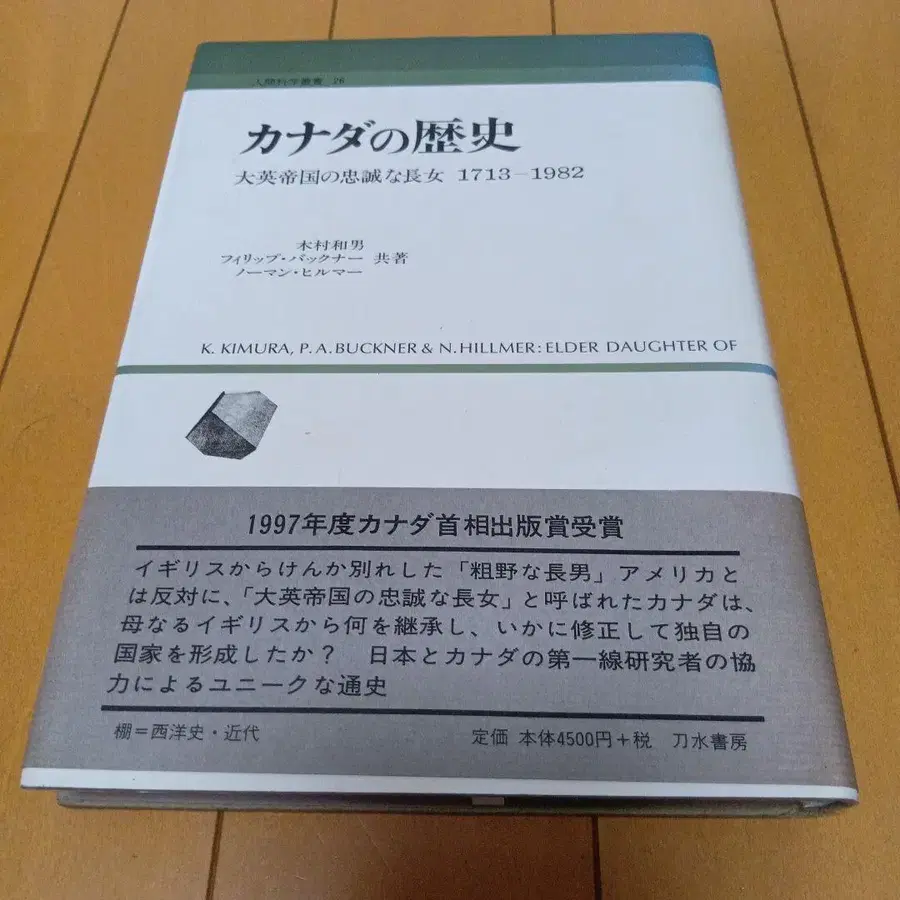 人間科学叢書 26
カナダの歴史
大英帝国の忠誠な長女 1713−1982
木村和男
フィリップ・バックナー 共著
ノーマン・ヒルマー
K. KIMURA, P. A. BUCKNER & N. HILLMER: ELDER DAUGHTER OF
1997年度カナダ首相出版賞受賞
イギリスからけんか別れした「粗野な長男」アメリカと
は反対に、「大英帝国の忠誠な長女」と呼ばれたカナダは、
母なるイギリスから何を継承し、いかに修正して独自の
国家を形成したか? 日本とカナダの第一線研究者の協
力によるユニークな通史
棚=西洋史・近代
定価 本体4500円+税 刀水書房